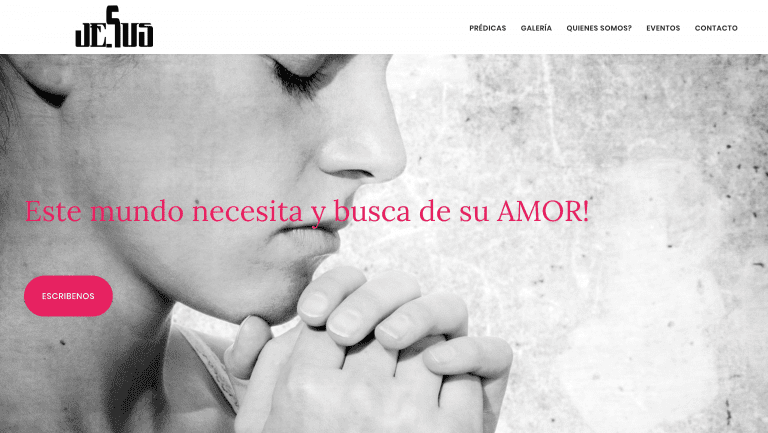 JESUS
PRÉDICAS GALERÍA QUIENES SOMOS? EVENTOS CONTACTO
Este mundo necesita y busca de su AMOR!
ESCRIBENOS